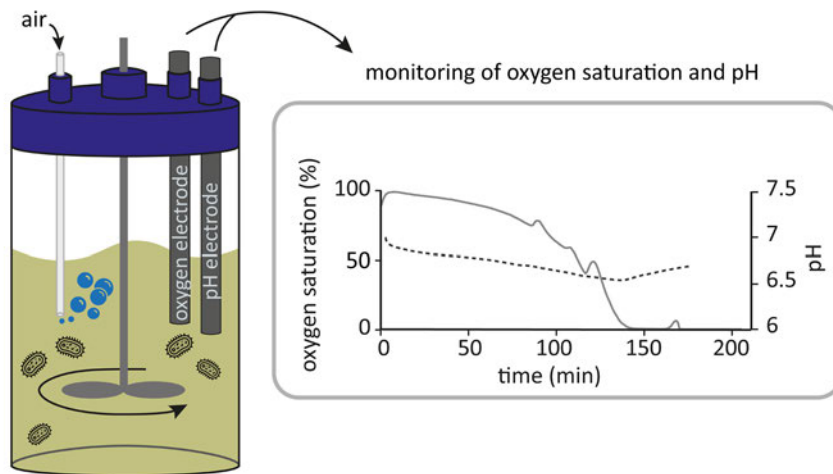 air
monitoring of oxygen saturation and pH
oxygen electrode
pH electrode
oxygen saturation (%)
100
50
0
7.5
7
6.5
6
pH
0
50
100
150
200
time (min)